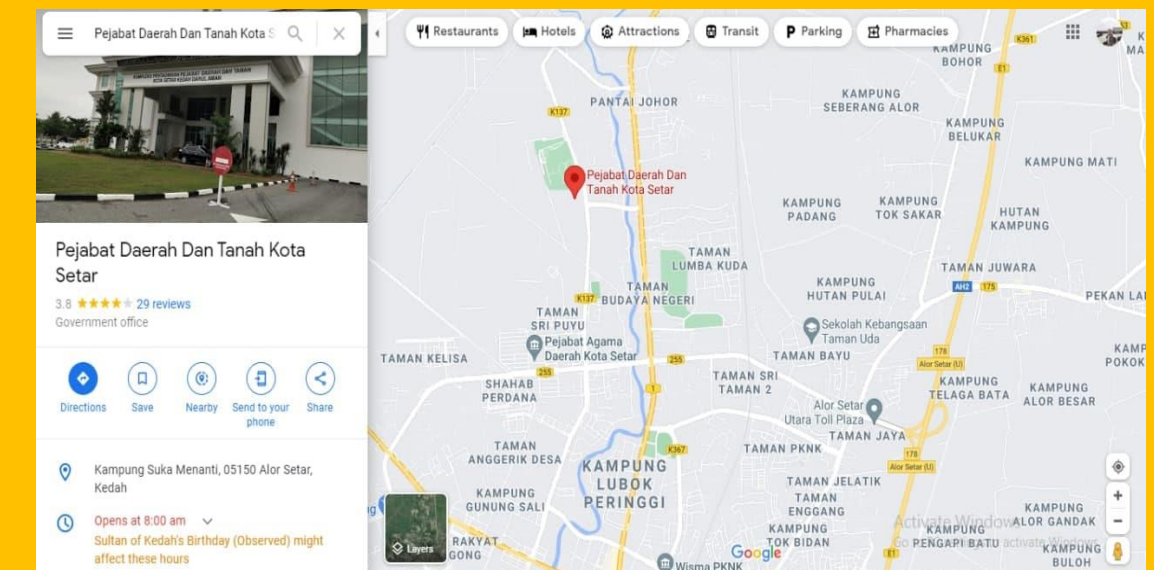 Pejabat Daerah Dan Tanah Kota S
Restaurants
Hotels
Attractions
Transit
Parking
Pharmacies
Pejabat Daerah Dan Tanah Kota
Setar
3.8
29 reviews
Government office
Directions
Save
Nearby
Send to your
phone
Share
Kampung Suka Menanti, 05150 Alor Setar,
Kedah
Opens at 8:00 am
Sultan of Kedah's Birthday (Observed) might
affect these hours
K361
KAMPUNG
BOHOR
E1
PANTAI JOHOR
K137
KAMPUNG
SEBERANG ALOR
KAMPUNG
BELUKAR
KAMPUNG MATI
Pejabat Daerah Dan
Tanah Kota Setar
KAMPUNG
PADANG
KAMPUNG
TOK SAKAR
HUTAN
KAMPUNG
TAMAN
LUMBA KUDA
TAMAN JUWARA
AH2
175
PEKAN LA
TAMAN
BUDAYA NEGERI
K137
KAMPUNG
HUTAN PULAI
TAMAN
SRI PUYU
Sekolah Kebangsaan
Taman Uda
Pejabat Agama
Daerah Kota Setar
TAMAN KELISA
255
255
TAMAN BAYU
178
Alor Setar (U)
KAMP
POKOK
SHAHAB
PERDANA
1
TAMAN SRI
TAMAN 2
KAMPUNG
TELAGA BATA
KAMPUNG
ALOR BESAR
Alor Setar
Utara Toll Plaza
TAMAN JAYA
TAMAN
ANGGERIK DESA
K367
TAMAN PKNK
178
Alor Setar (U)
KAMPUNG
LUBOK
PERINGGI
TAMAN JELATIK
KAMPUNG
GUNUNG SALI
TAMAN
ENGGANG
KAMPUNG
TOK BIDAN
KAMPUNG
ALOR GANDAK
KAMPUNG
PENGAPI BATU
Activate Windows
KAMPUNG
BULOH
RAKYAT
GONG
Layers
Google
Wisma PKNK
E1